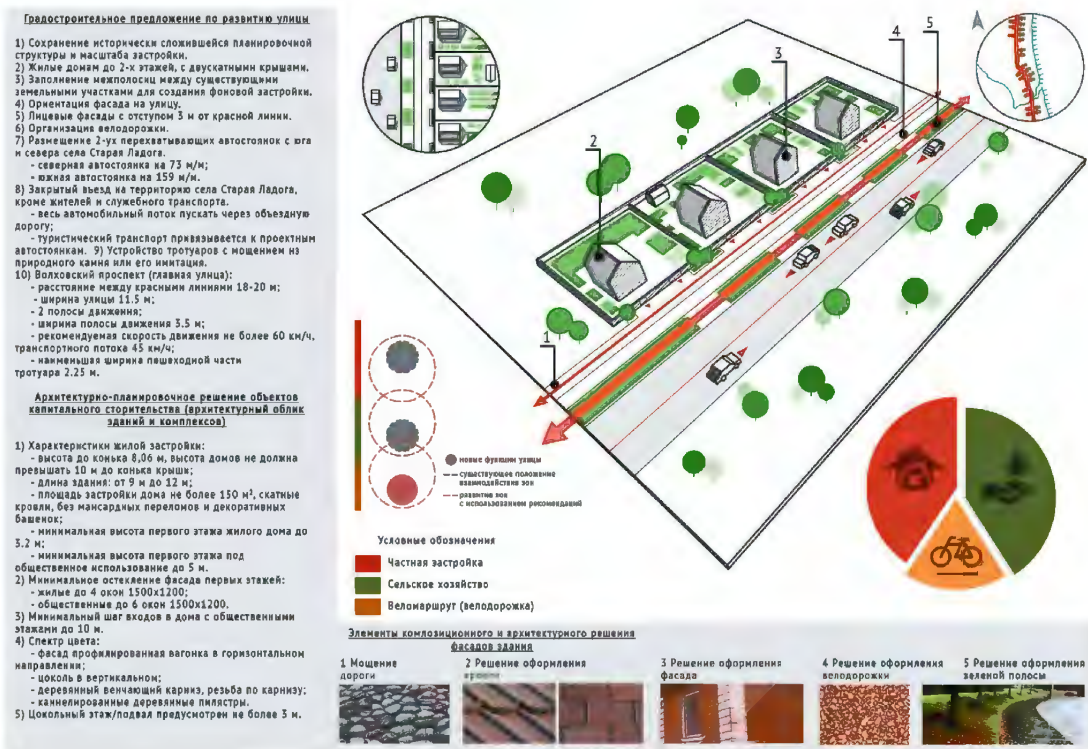 Градостроительное предложение по развитию улицы
1) Сохранение исторически сложившейся планировочной
структуры и масштаба застройки.
2) Жилые домам до 2-х этажей, с двускатными крышами.
3) Заполнение межполосиц между существующими
земельными участками для создания фоновой застройки.
4) Ориентация фасада на улицу.
5) Лицевые фасады с отступом 3 м от красной линии.
6) Организация велодорожки.
7) Размещение 2-ух перехватывающих автостоянок с юга
и севера села Старая Ладога.
- северная автостоянка на 73 м/м;
- южная автостоянка на 159 м/м.
8) Закрытый въезд на территорию села Старая Ладога,
кроме жителей и служебного транспорта.
- весь автомобильный поток пускать через объездную
дорогу;
- туристический транспорт привязывается к проектным
автостоянкам. 9) Устройство тротуаров с мощением из
природного камня или его имитация.
10) Волховский проспект (главная улица):
- расстояние между красными линиями 18-20 м;
- ширина улицы 11.5 м;
- 2 полосы движения;
- ширина полосы движения 3.5 м;
- рекомендуемая скорость движения не более 60 км/ч,
транспортного потока 45 км/ч;
- наименьшая ширина пешеходной части
тротуара 2.25 м.
Архитектурно-планировочное решение объектов
капитального сторительства (архитектурный облик
зданий и комплексов)
1) Характеристики жилой застройки:
- высота до конька 8,06 м, высота домов не должна
превышать 10 м до конька крыши;
- длина здания: от 9 м до 12 м;
- площадь застройки дома не более 150 м², скатные
кровли, без мансардных переломов и декоративных
башенок;
- минимальная высота первого этажа жилого дома до
3.2 м;
- минимальная высота первого этажа под
общественное использование до 5 м.
2) Минимальное остекление фасада первых этажей:
- жилые до 4 окон 1500х1200;
- общественные до 6 окон 1500х1200.
3) Минимальный шаг входов в дома с общественными
этажами до 10 м.
4) Спектр цвета:
- фасад профилированная вагонка в горизонтальном
направлении;
- цоколь в вертикальном;
- деревянный венчающий карниз, резьба по карнизу;
- каннелированные деревянные пилястры.
5) Цокольный этаж/подвал предусмотрен не более 3 м.
1
2
3
4
5
новые функции улицы
существующее положение
взаимодействие зон
развитие зон
с использованием рекомендаций
Условные обозначения
Частная застройка
Сельское хозяйство
Веломаршрут (велодорожка)
Элементы композиционного и архитектурного решения
фасадов здания
1 Мощение
дороги
2 Решение оформления
кровли
3 Решение оформления
фасада
4 Решение оформления
велодорожки
5 Решение оформления
зеленой полосы